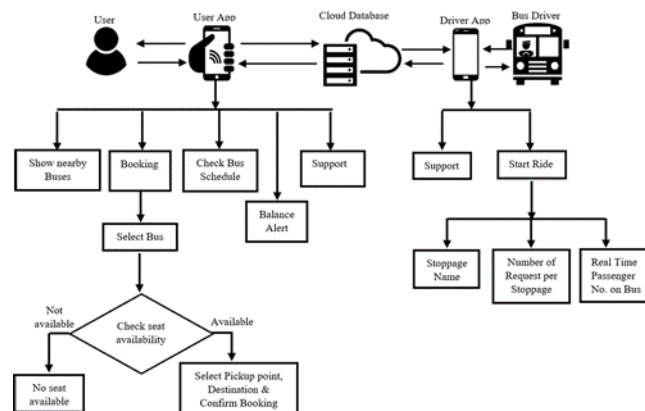 User
User App
Cloud Database
Driver App
Bus Driver
Show nearby
Buses
Booking
Check Bus
Schedule
Support
Balance
Alert
Support
Start Ride
Select Bus
Stoppage
Name
Number of
Request per
Stoppage
Real Time
Passenger
No. on Bus
Not
available
Check seat
availability
Available
No seat
available
Select Pickup point,
Destination &
Confirm Booking